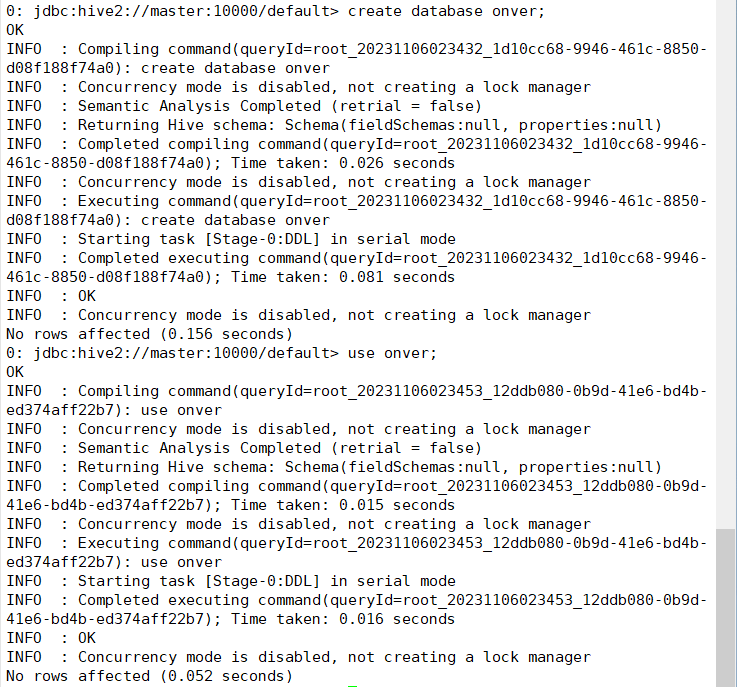 0: jdbc:hive2://master:10000/default> create database onver;
OK
INFO  : Compiling command(queryId=root_20231106023432_1d10cc68-9946-461c-8850-
d08f188f74a0): create database onver
INFO  : Concurrency mode is disabled, not creating a lock manager
INFO  : Semantic Analysis Completed (retrial = false)
INFO  : Returning Hive schema: Schema(fieldSchemas:null, properties:null)
INFO  : Completed compiling command(queryId=root_20231106023432_1d10cc68-9946-
461c-8850-d08f188f74a0); Time taken: 0.026 seconds
INFO  : Concurrency mode is disabled, not creating a lock manager
INFO  : Executing command(queryId=root_20231106023432_1d10cc68-9946-461c-8850-
d08f188f74a0): create database onver
INFO  : Starting task [Stage-0:DDL] in serial mode
INFO  : Completed executing command(queryId=root_20231106023432_1d10cc68-9946-
461c-8850-d08f188f74a0); Time taken: 0.081 seconds
INFO  : OK
INFO  : Concurrency mode is disabled, not creating a lock manager
No rows affected (0.156 seconds)
0: jdbc:hive2://master:10000/default> use onver;
OK
INFO  : Compiling command(queryId=root_20231106023453_12ddb080-0b9d-41e6-bd4b-
ed374aff22b7): use onver
INFO  : Concurrency mode is disabled, not creating a lock manager
INFO  : Semantic Analysis Completed (retrial = false)
INFO  : Returning Hive schema: Schema(fieldSchemas:null, properties:null)
INFO  : Completed compiling command(queryId=root_20231106023453_12ddb080-0b9d-
41e6-bd4b-ed374aff22b7); Time taken: 0.015 seconds
INFO  : Concurrency mode is disabled, not creating a lock manager
INFO  : Executing command(queryId=root_20231106023453_12ddb080-0b9d-41e6-bd4b-
ed374aff22b7): use onver
INFO  : Starting task [Stage-0:DDL] in serial mode
INFO  : Completed executing command(queryId=root_20231106023453_12ddb080-0b9d-
41e6-bd4b-ed374aff22b7); Time taken: 0.016 seconds
INFO  : OK
INFO  : Concurrency mode is disabled, not creating a lock manager
No rows affected (0.052 seconds)